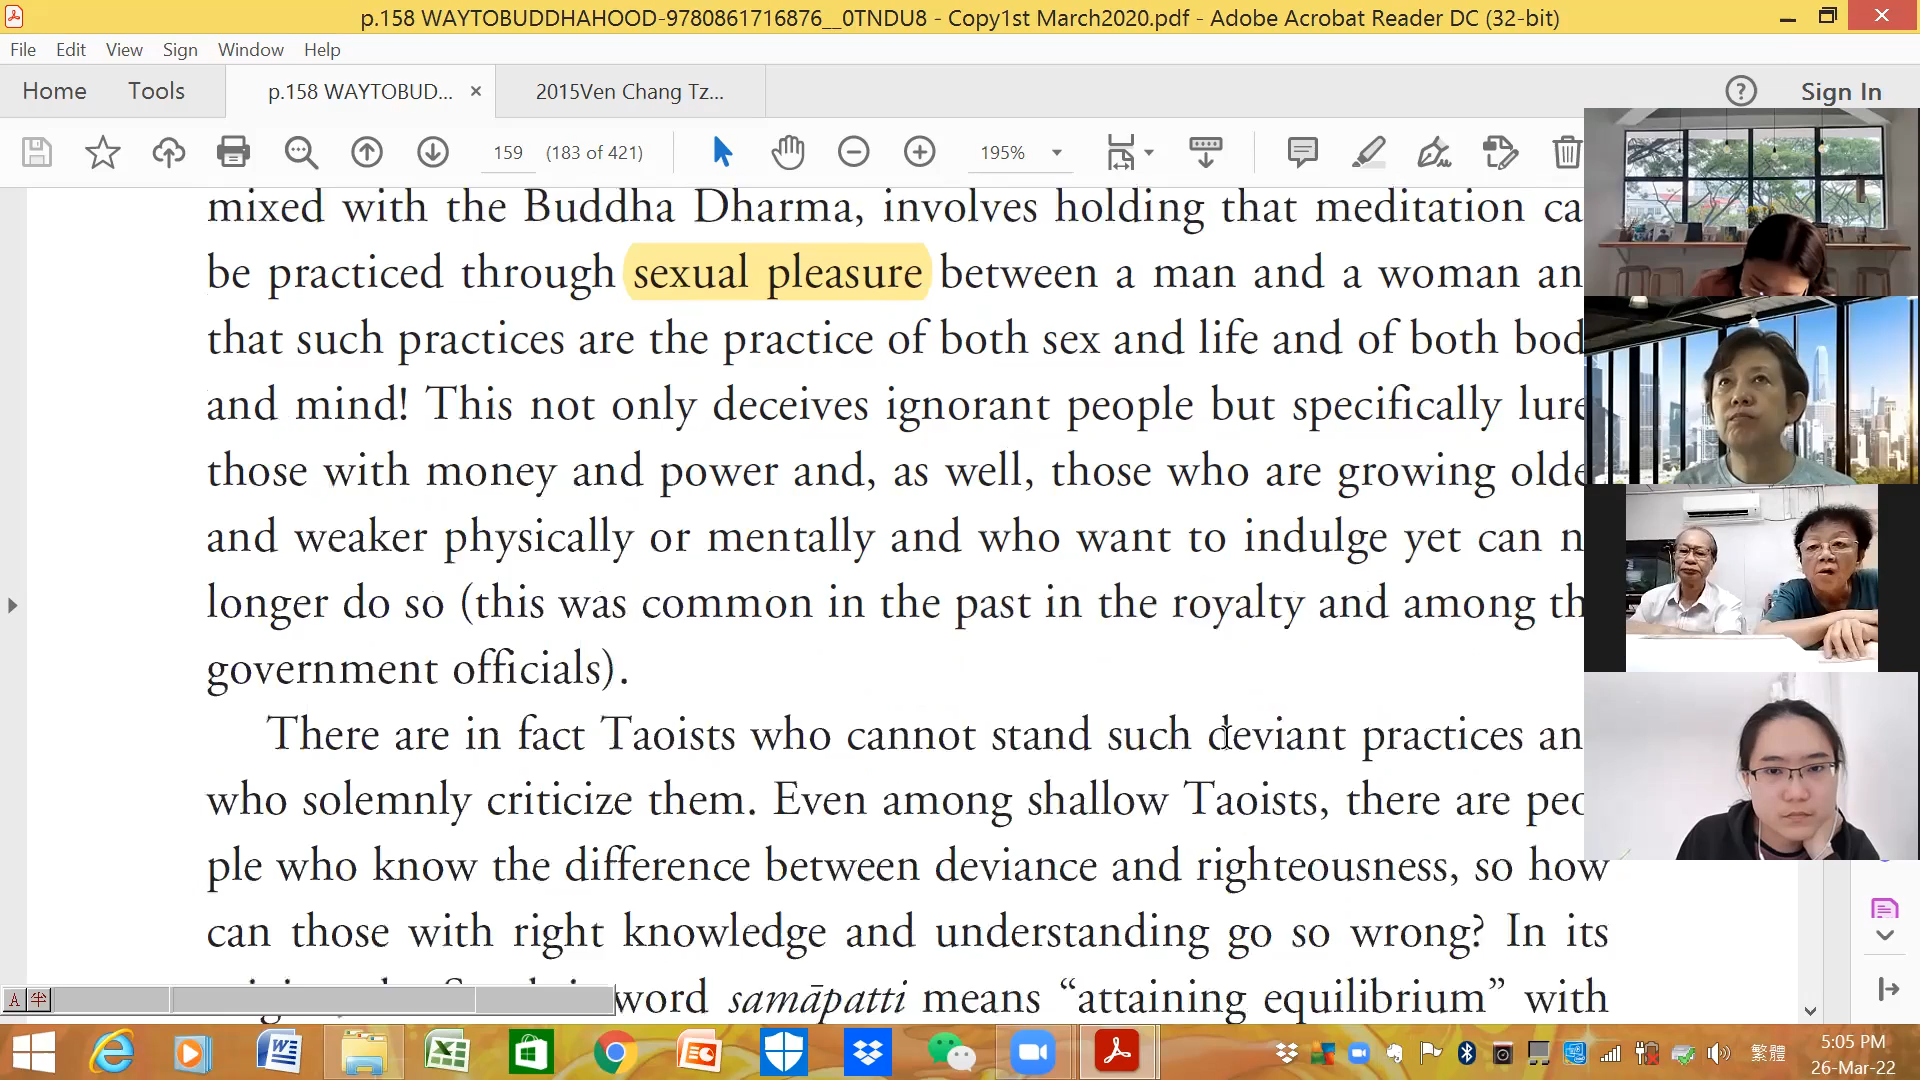 p.158 WAYTOBUDDHAHOOD-9780861716876__0TNDU8 - Copy1st March2020.pdf - Adobe Acrobat Reader DC (32-bit)
File Edit View Sign Window Help
Home Tools p.158 WAYTOBUD... × 2015Ven Chang Tz... Sign In
159 (183 of 421) 195%
mixed with the Buddha Dharma, involves holding that meditation ca
be practiced through sexual pleasure between a man and a woman an
that such practices are the practice of both sex and life and of both bod
and mind! This not only deceives ignorant people but specifically lure
those with money and power and, as well, those who are growing olde
and weaker physically or mentally and who want to indulge yet can n
longer do so (this was common in the past in the royalty and among th
government officials).
There are in fact Taoists who cannot stand such deviant practices an
who solemnly criticize them. Even among shallow Taoists, there are peo
ple who know the difference between deviance and righteousness, so how
can those with right knowledge and understanding go so wrong? In its
word samāpatti means “attaining equilibrium” with
A 半
繁體
5:05 PM
26-Mar-22